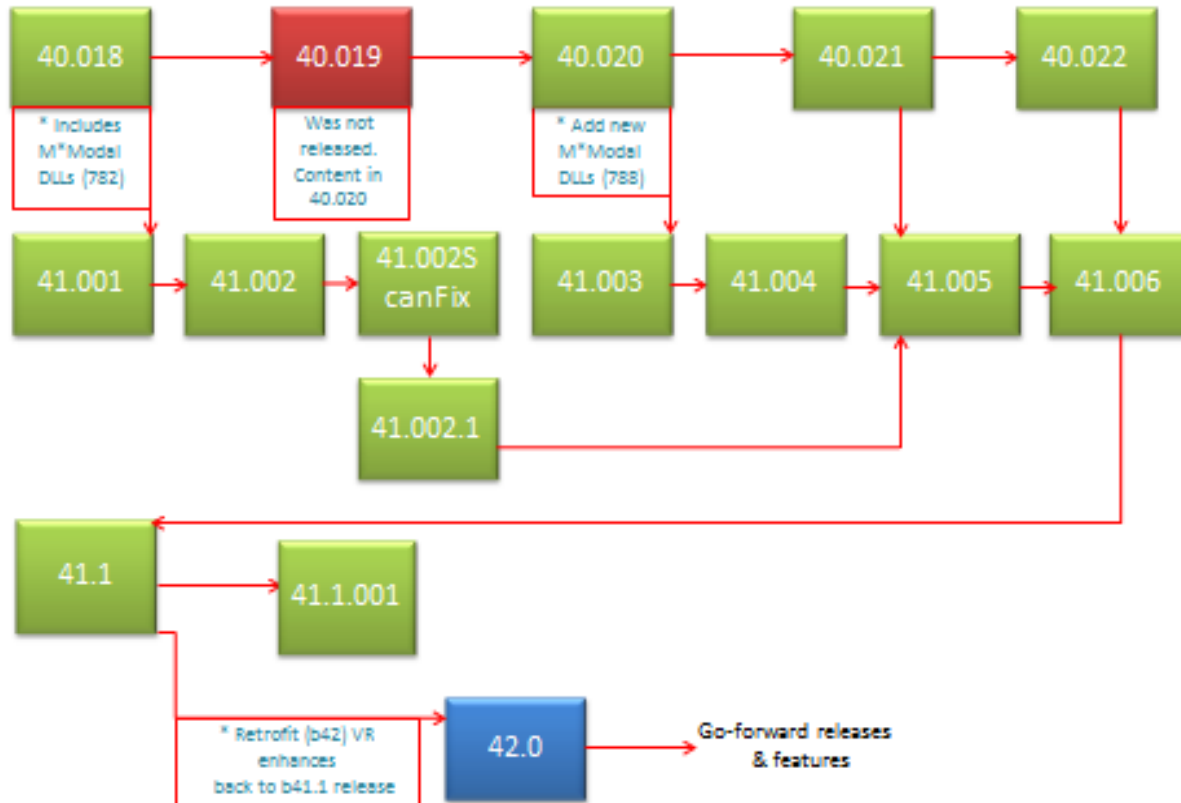 40.018
40.019
40.020
40.021
40.022
* Includes
M*Modal
DLLs (782)
Was not
released.
Content in
40.020
* Add new
M*Modal
DLLs (788)
41.001
41.002
41.002S
canFix
41.003
41.004
41.005
41.006
41.002.1
41.1
41.1.001
* Retrofit (b42) VR
enhances
back to b41.1 release
42.0
Go-forward releases
& features